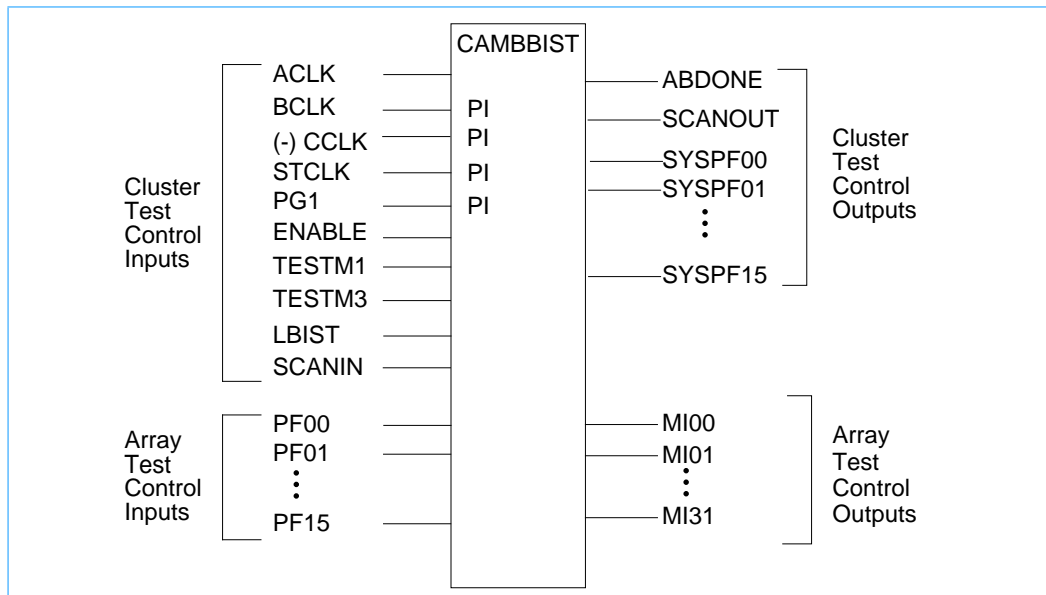 CAMBBIST
Cluster
Test
Control
Inputs
ACLK
BCLK
(-) CCLK
STCLK
PG1
ENABLE
TESTM1
TESTM3
LBIST
SCANIN
PI
PI
PI
PI
ABDONE
SCANOUT
SYSPF00
SYSPF01
SYSPF15
Cluster
Test
Control
Outputs
Array
Test
Control
Inputs
PF00
PF01
PF15
MI00
MI01
MI31
Array
Test
Control
Outputs